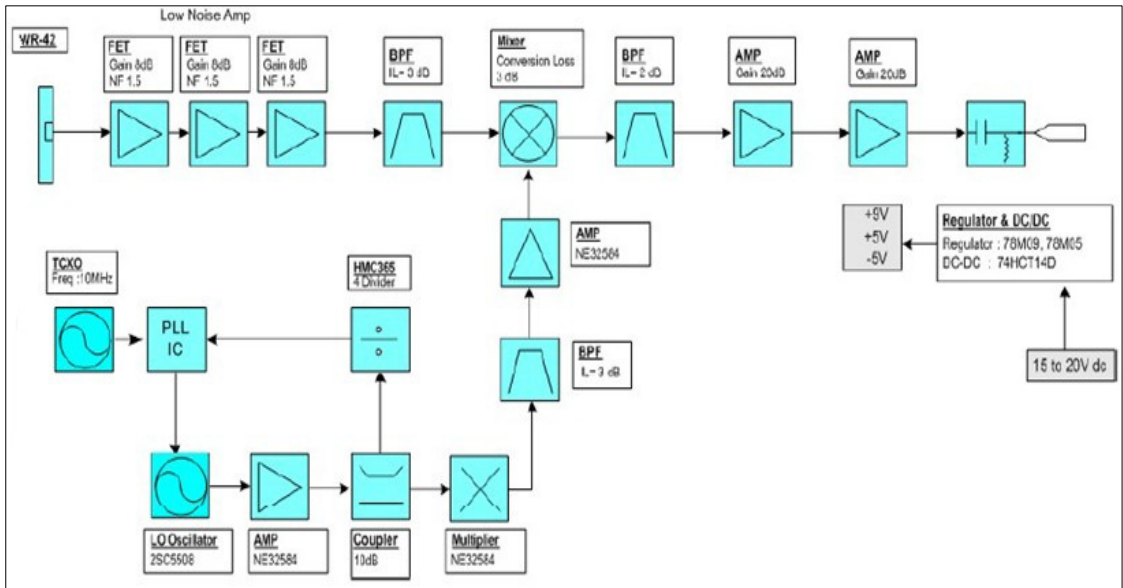 Low Noise Amp
WR-42
FET
Gain 8dB
NF 1.5
FET
Gain 8dB
NF 1.5
FET
Gain 8dB
NF 1.5
BPF
IL= 3 dB
Mixor
Conversion Loss
3 dB
BPF
IL= 2 dB
AMP
Gain 20dB
AMP
Gain 20dB
AMP
NE32584
+9V
+5V
-5V
Regulator & DC/DC
Regulator : 78M09, 78M05
DC-DC : 74HCT14D
15 to 20V dc
TCXO
Freq :10MHz
PLL
IC
HMC365
4 Divider
BPF
IL= 3 dB
LO Oscillator
2SC5508
AMP
NE32584
Coupler
10dB
Multiplier
NE32584